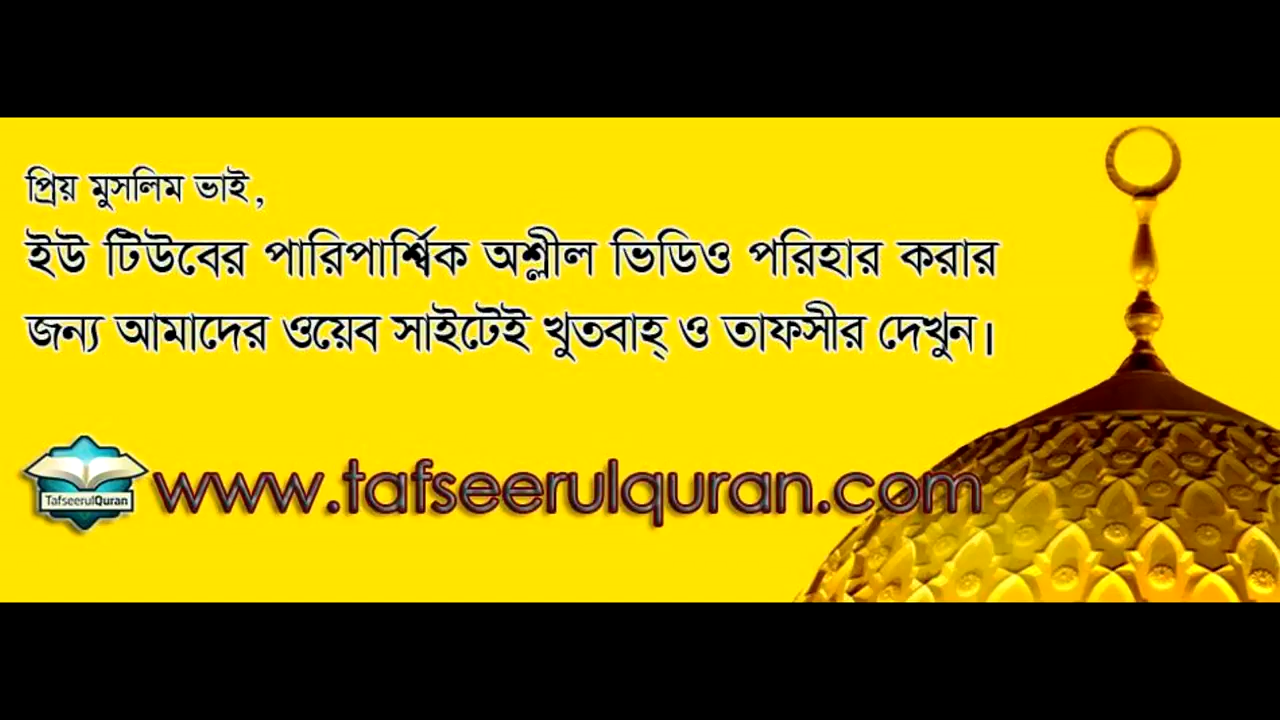 প্রিয় মুসলিম ভাই,
ইউ টিউবের পারিপার্শ্বিক অশ্লীল ভিডিও পরিহার করার
জন্য আমাদের ওয়েব সাইটেই খুতবাহ্ ও তাফসীর দেখুন।
TafseerulQuran
www.tafseerulquran.com